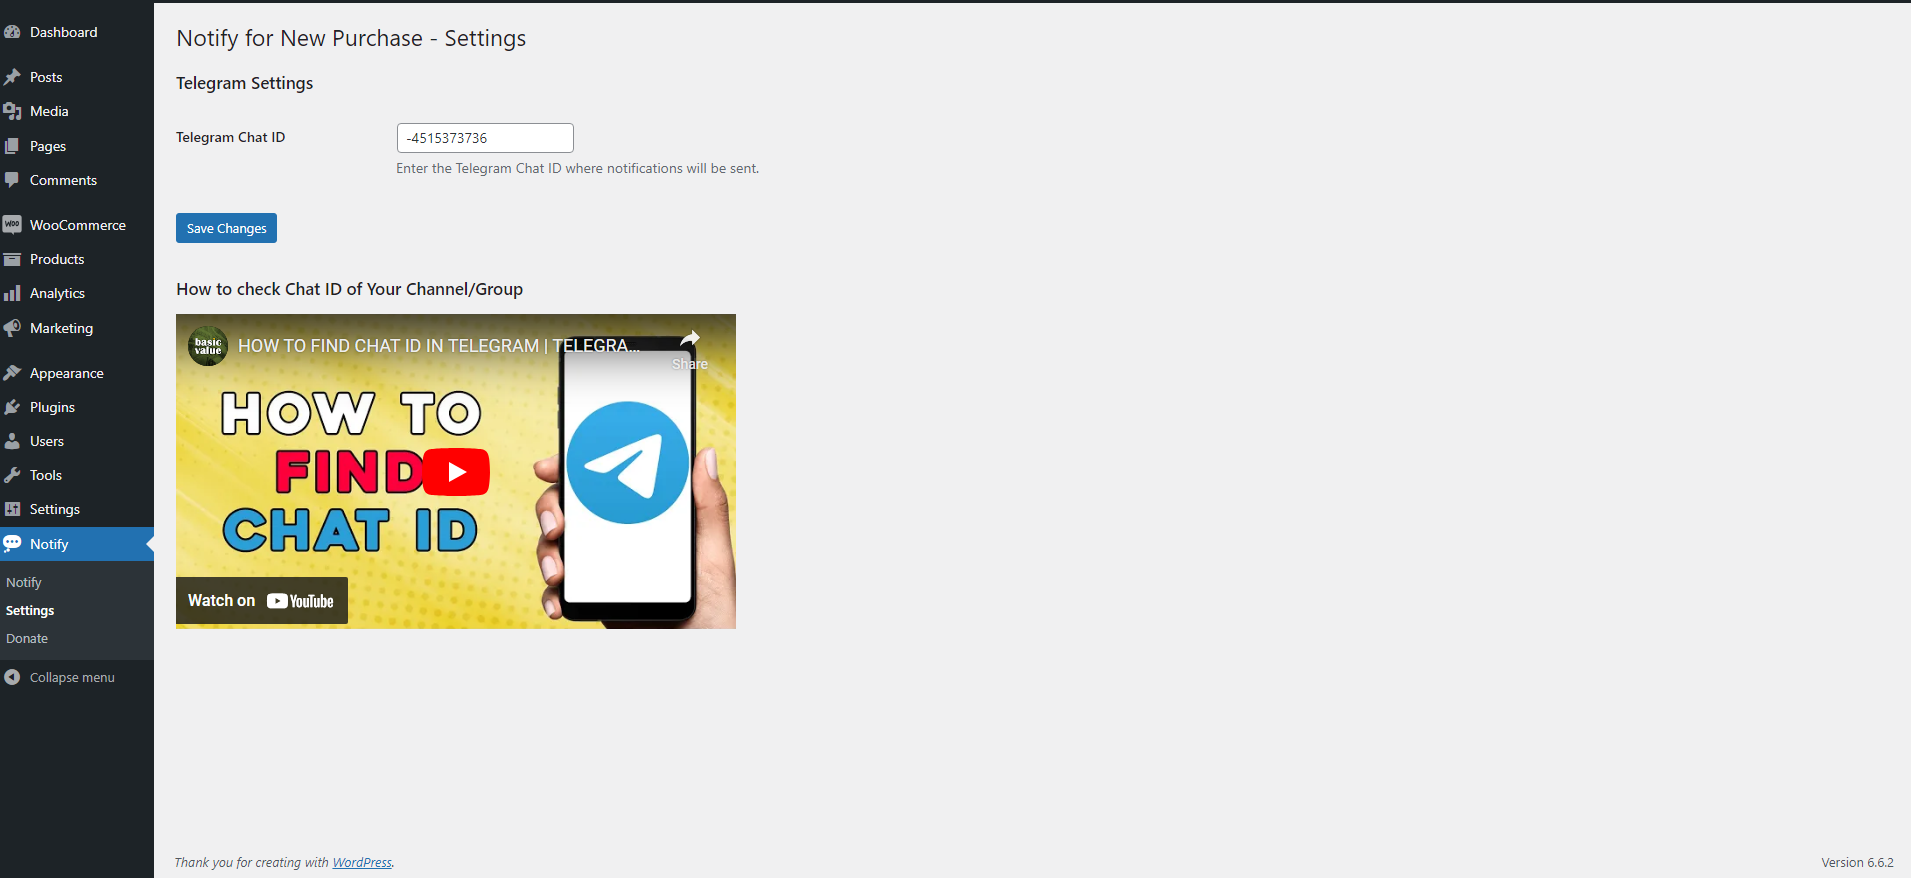 Dashboard
Posts
Media
Pages
Comments
WooCommerce
Products
Analytics
Marketing
Appearance
Plugins
Users
Tools
Settings
Notify
Notify
Settings
Donate
Collapse menu
Notify for New Purchase - Settings
Telegram Settings
Telegram Chat ID
-4515373736
Enter the Telegram Chat ID where notifications will be sent.
Save Changes
How to check Chat ID of Your Channel/Group
basic
value
HOW TO FIND CHAT ID IN TELEGRAM | TELEGRA...
Share
HOW TO
FIND
CHAT ID
Watch on YouTube
Thank you for creating with WordPress.
Version 6.6.2